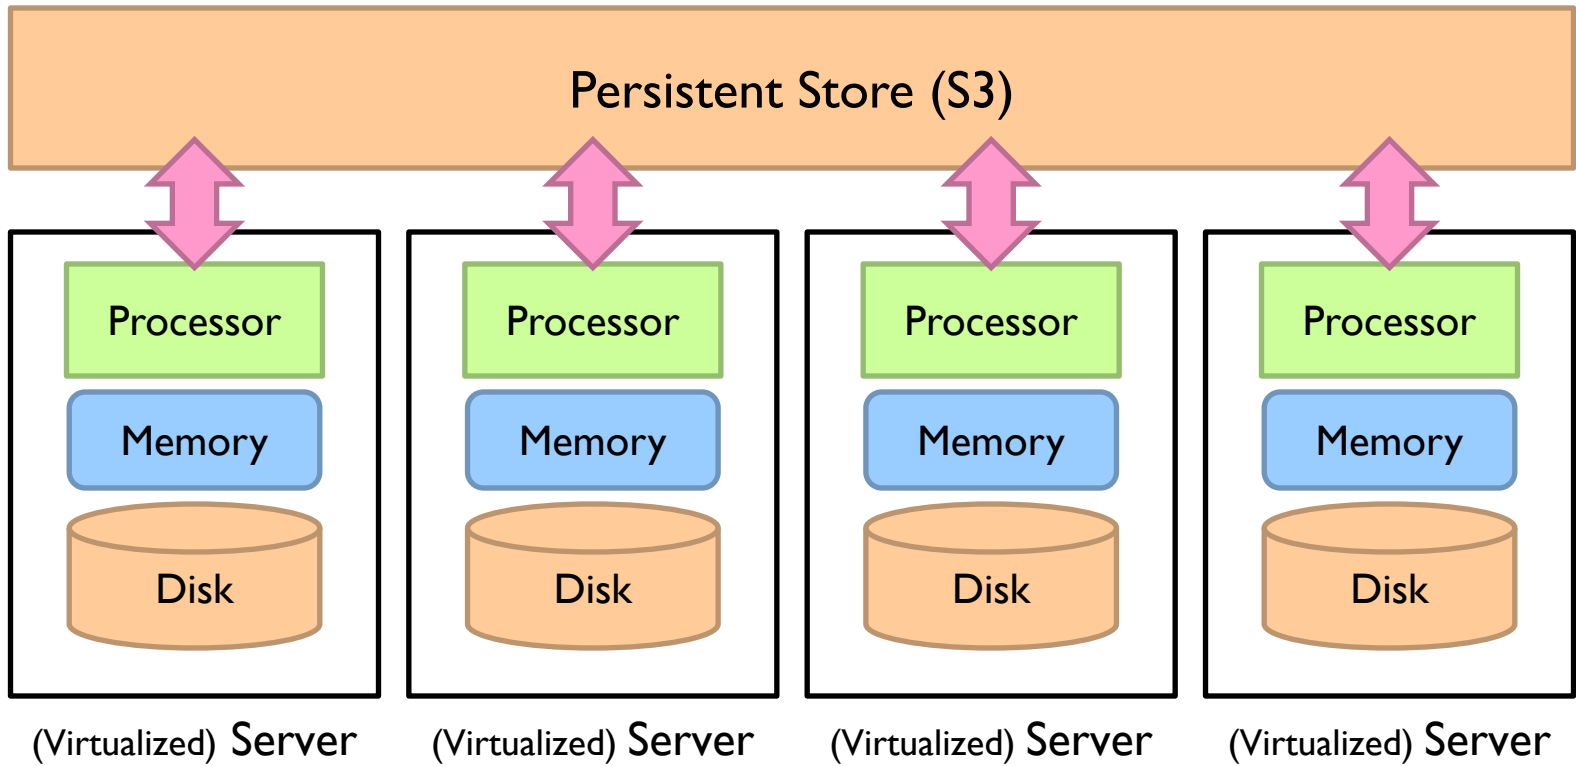 Persistent Store (S3)
Processor
Processor
Processor
Processor
Memory
Memory
Memory
Memory
Disk
Disk
Disk
Disk
(Virtualized) Server
(Virtualized) Server
(Virtualized) Server
(Virtualized) Server